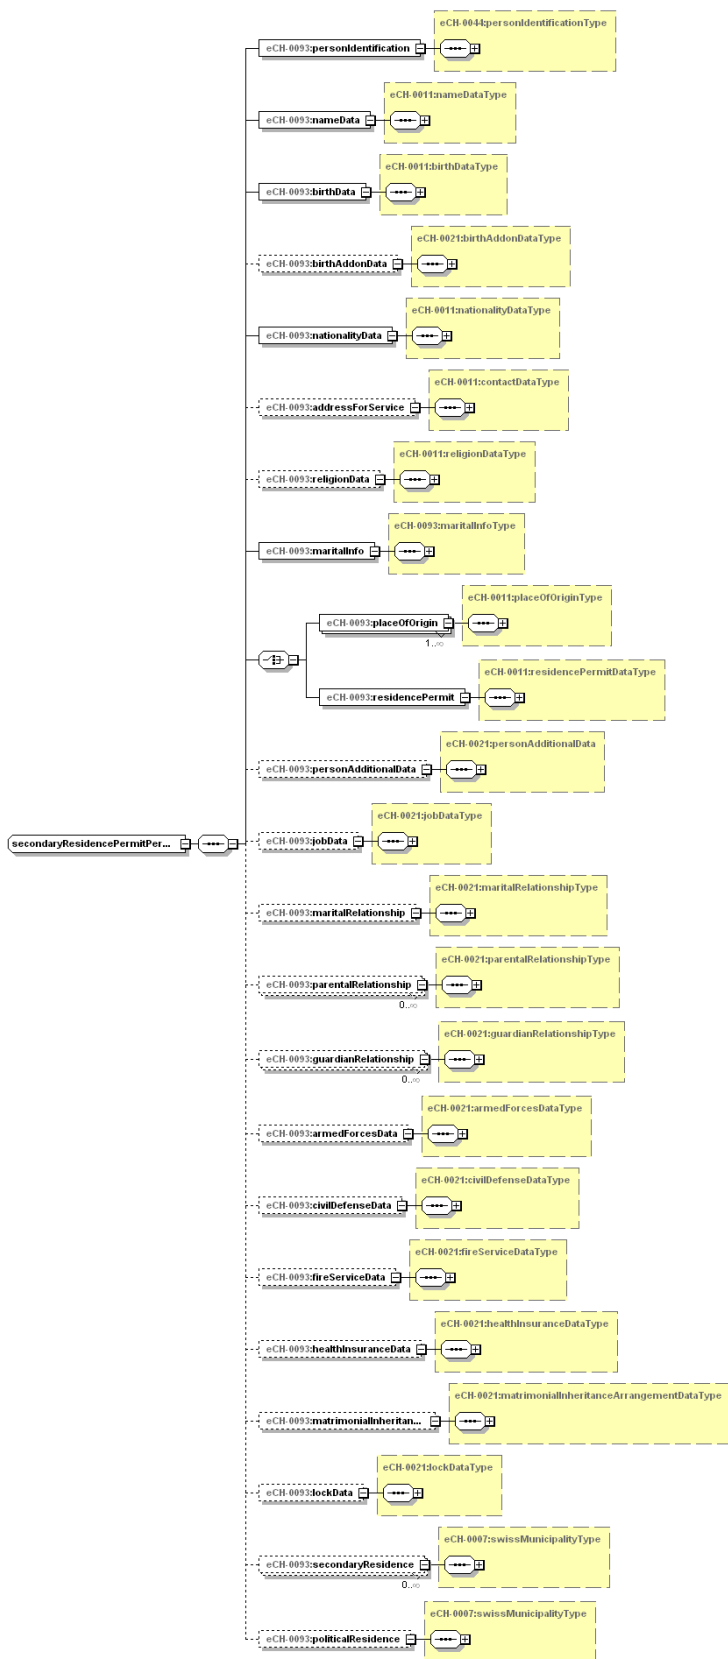 eCH-0044:personIdentificationType
eCH-0093:personIdentification
eCH-0011:nameDataType
eCH-0093:nameData
eCH-0011:birthDataType
eCH-0093:birthData
eCH-0021:birthAddonDataType
eCH-0093:birthAddonData
eCH-0011:nationalityDataType
eCH-0093:nationalityData
eCH-0011:contactDataType
eCH-0093:addressForService
eCH-0011:religionDataType
eCH-0093:religionData
eCH-0093:maritalInfoType
eCH-0093:maritalInfo
eCH-0011:placeOfOriginType
eCH-0093:placeOfOrigin
1..∞
eCH-0011:residencePermitDataType
eCH-0093:residencePermit
eCH-0021:personAdditionalData
eCH-0093:personAdditionalData
eCH-0021:jobDataType
eCH-0093:jobData
secondaryResidencePermitPer...
eCH-0021:maritalRelationshipType
eCH-0093:maritalRelationship
eCH-0021:parentalRelationshipType
eCH-0093:parentalRelationship
0..∞
eCH-0021:guardianRelationshipType
eCH-0093:guardianRelationship
0..∞
eCH-0021:armedForcesDataType
eCH-0093:armedForcesData
eCH-0021:civilDefenseDataType
eCH-0093:civilDefenseData
eCH-0021:fireServiceDataType
eCH-0093:fireServiceData
eCH-0021:healthInsuranceDataType
eCH-0093:healthInsuranceData
eCH-0021:matrimonialInheritanceArrangementDataType
eCH-0093:matrimonialInheritan...
eCH-0021:lockDataType
eCH-0093:lockData
eCH-0007:swissMunicipalityType
eCH-0093:secondaryResidence
0..∞
eCH-0007:swissMunicipalityType
eCH-0093:politicalResidence